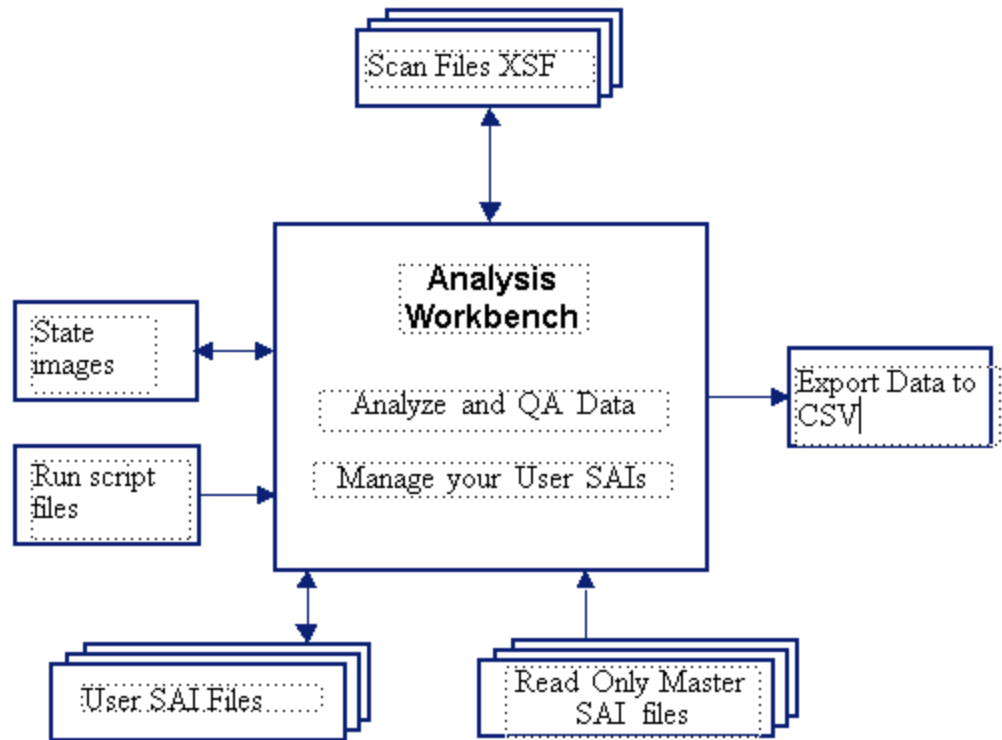 Scan Files XSF
Analysis
Workbench
Analyze and QA Data
Manage your User SAIs
State
images
Run script
files
Export Data to
CSV
User SAI Files
Read Only Master
SAI files